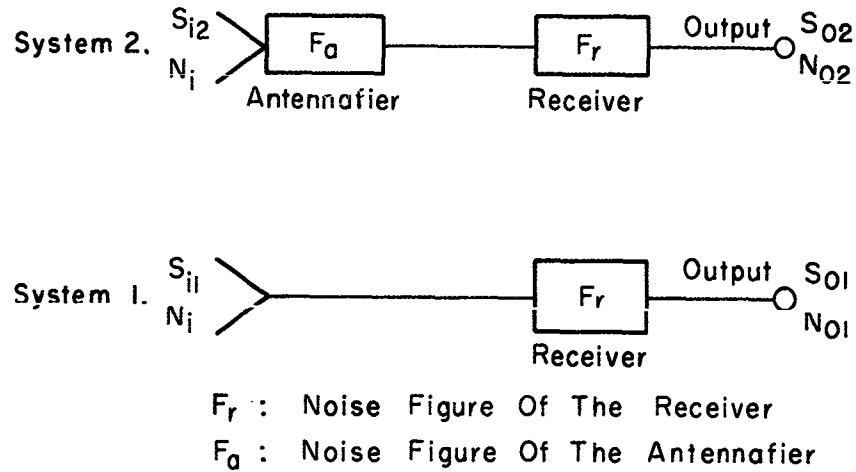 System 2.
S_i2
N_i
F_a
Antennafier
F_r
Receiver
Output
S_O2
N_O2
System 1.
S_i1
N_i
F_r
Receiver
Output
S_O1
N_O1
F_r : Noise Figure Of The Receiver
F_a : Noise Figure Of The Antennafier